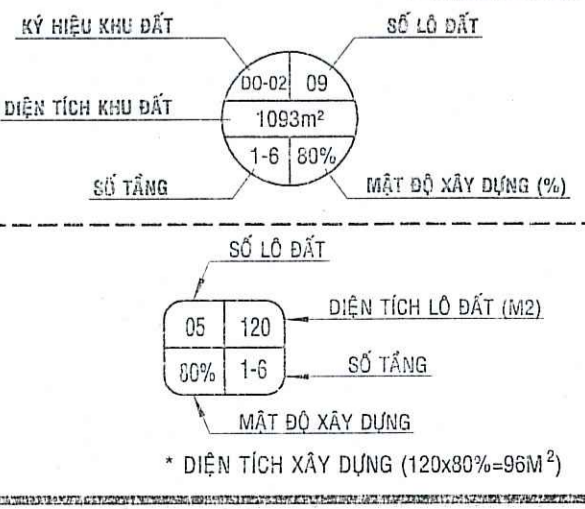 KÝ HIỆU KHU ĐẤT
SỐ LÔ ĐẤT
DO-02 09
DIỆN TÍCH KHU ĐẤT
1093m²
1-6 80%
SỐ TẦNG
MẬT ĐỘ XÂY DỰNG (%)
SỐ LÔ ĐẤT
05 120
DIỆN TÍCH LÔ ĐẤT (M2)
80% 1-6
SỐ TẦNG
MẬT ĐỘ XÂY DỰNG
* DIỆN TÍCH XÂY DỰNG (120x80%=96M²)